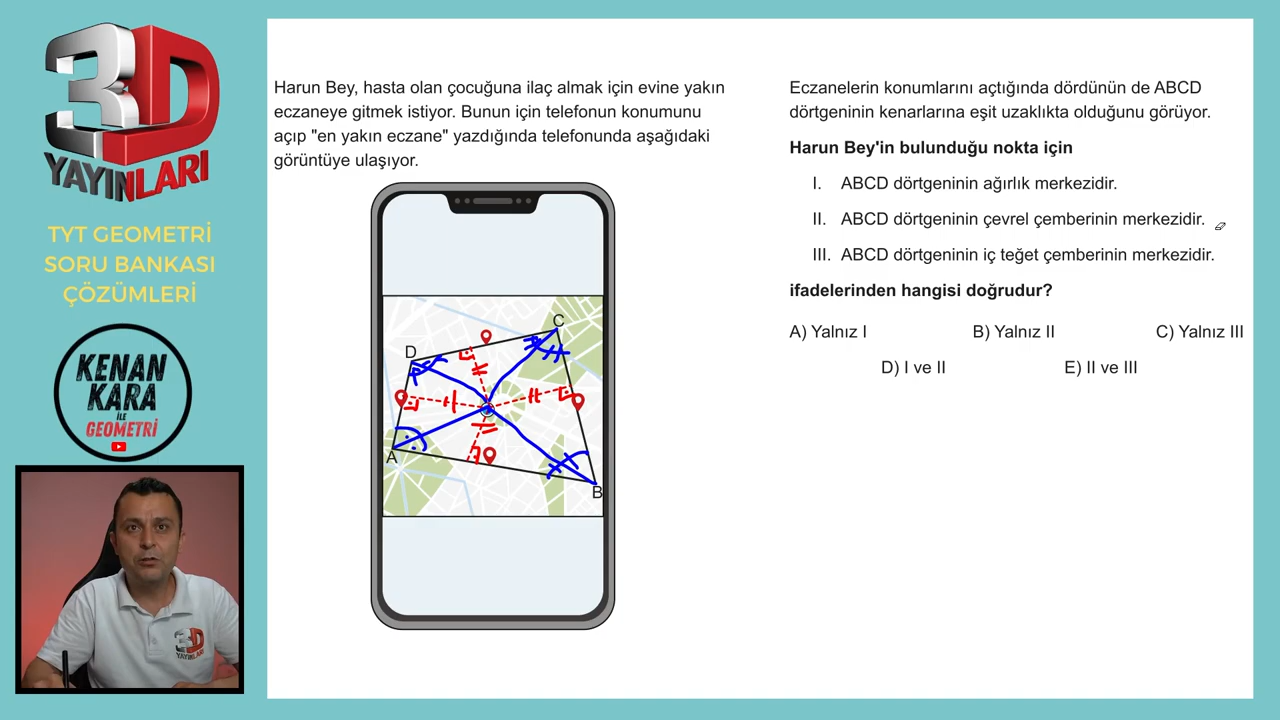 3D
YAYINLARI
TYT GEOMETRİ
SORU BANKASI
ÇÖZÜMLERİ
KENAN
KARA
İLE
GEOMETRİ
3D
YAYINLARI
Harun Bey, hasta olan çocuğuna ilaç almak için evine yakın
eczaneye gitmek istiyor. Bunun için telefonun konumunu
açıp "en yakın eczane" yazdığında telefonunda aşağıdaki
görüntüye ulaşıyor.
C
D
A
B
Eczanelerin konumlarını açtığında dördünün de ABCD
dörtgeninin kenarlarına eşit uzaklıkta olduğunu görüyor.
Harun Bey'in bulunduğu nokta için
I. ABCD dörtgeninin ağırlık merkezidir.
II. ABCD dörtgeninin çevrel çemberinin merkezidir.
III. ABCD dörtgeninin iç teğet çemberinin merkezidir.
ifadelerinden hangisi doğrudur?
A) Yalnız I B) Yalnız II C) Yalnız III
D) I ve II E) II ve III